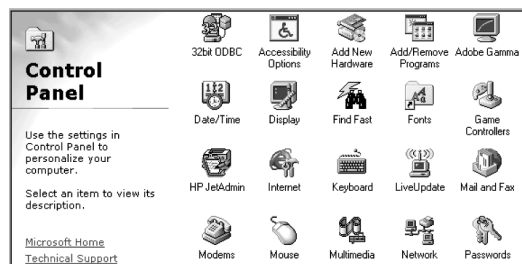 Control
Panel
Use the settings in
Control Panel to
personalize your
computer.
Select an item to view its
description.
Microsoft Home
Technical Support
32bit ODBC
Accessibility
Options
Add New
Hardware
Add/Remove
Programs
Adobe Gamma
Date/Time
Display
Find Fast
Fonts
Game
Controllers
HP JetAdmin
Internet
Keyboard
LiveUpdate
Mail and Fax
Modems
Mouse
Multimedia
Network
Passwords